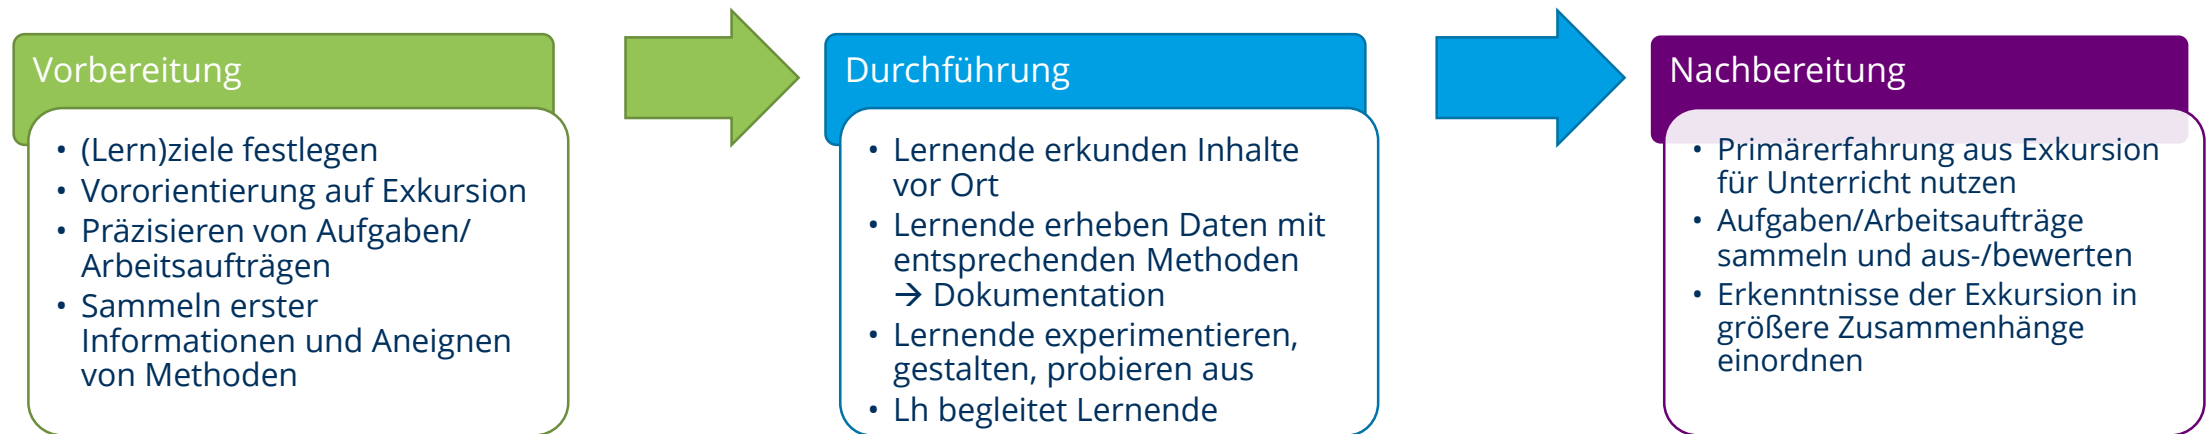 Vorbereitung
• (Lern)ziele festlegen
• Vororientierung auf Exkursion
• Präzisieren von Aufgaben/
Arbeitsaufträgen
• Sammeln erster
Informationen und Aneignen
von Methoden
Durchführung
• Lernende erkunden Inhalte
vor Ort
• Lernende erheben Daten mit
entsprechenden Methoden
→ Dokumentation
• Lernende experimentieren,
gestalten, probieren aus
• Lh begleitet Lernende
Nachbereitung
• Primärerfahrung aus Exkursion
für Unterricht nutzen
• Aufgaben/Arbeitsaufträge
sammeln und aus-/bewerten
• Erkenntnisse der Exkursion in
größere Zusammenhänge
einordnen